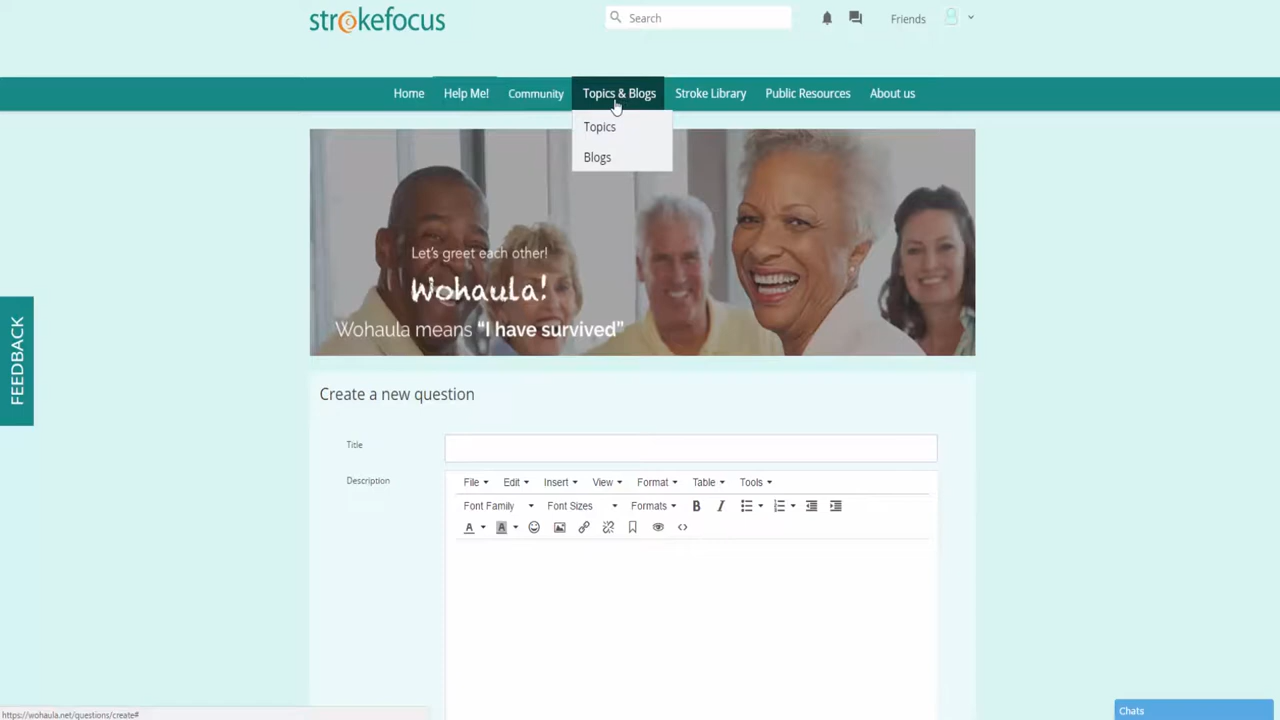 strokefocus
Search
Friends
Home Help Me! Community Topics & Blogs Stroke Library Public Resources About us
Topics
Blogs
Let's greet each other!
Wohaula!
Wohaula means "I have survived"
FEEDBACK
Create a new question
Title
Description
File Edit Insert View Format Table Tools
Font Family Font Sizes Formats B I
A A
https://wohaula.net/questions/create#
Chats